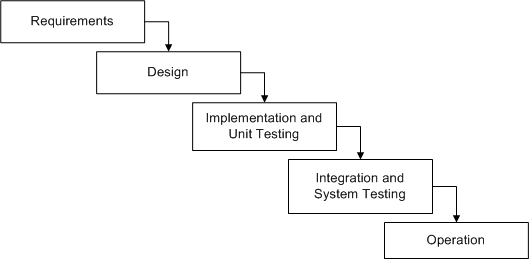 Requirements
Design
Implementation and
Unit Testing
Integration and
System Testing
Operation